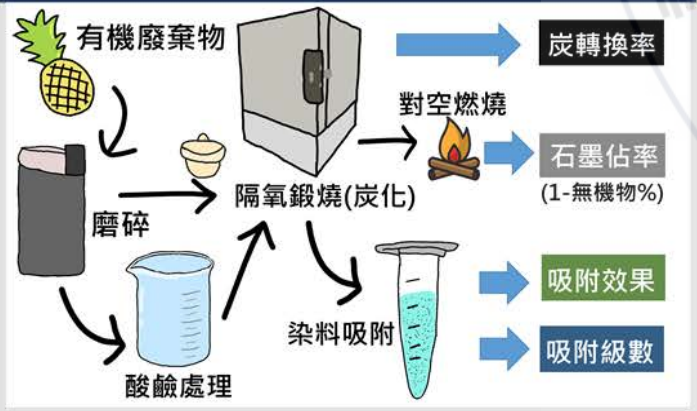 有機廢棄物
炭轉換率
對空燃燒
石墨佔率
(1-無機物%)
隔氧鍛燒(炭化)
磨碎
吸附效果
染料吸附
吸附級數
酸鹼處理